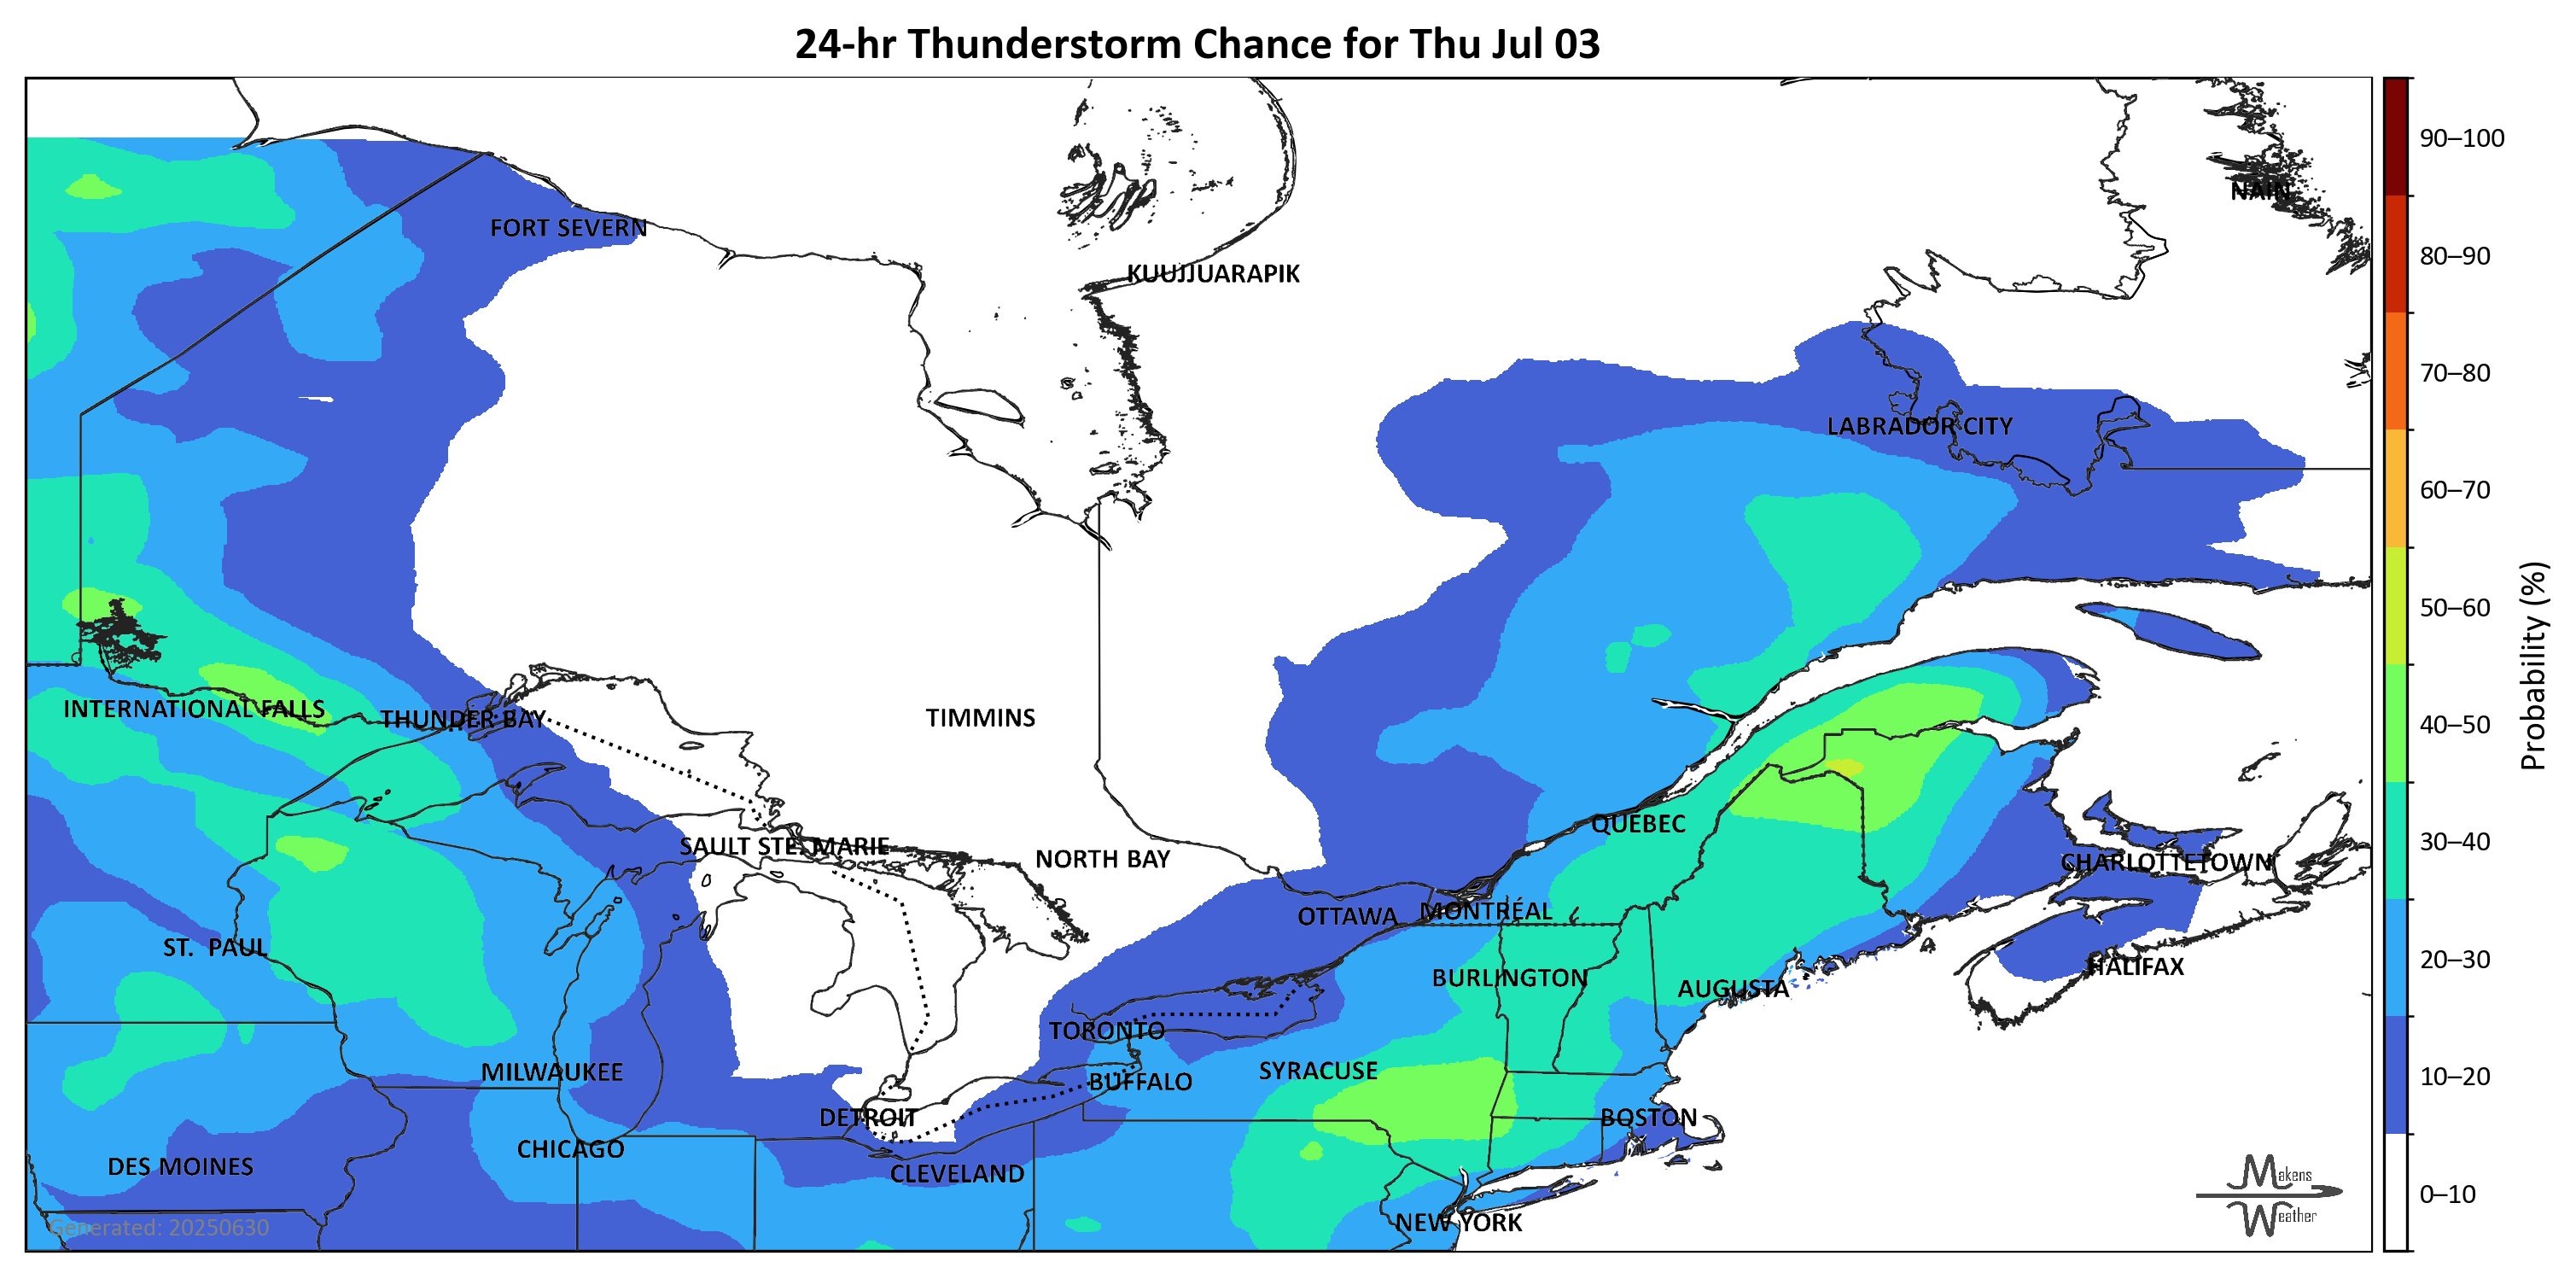 24-hr Thunderstorm Chance for Thu Jul 03
90–100
NAIN
FORT SEVERN
80–90
KUUJJUARAPIK
70–80
LABRADOR CITY
60–70
50–60
INTERNATIONAL FALLS
THUNDER BAY
TIMMINS
40–50
Probability (%)
QUEBEC
SAULT STE. MARIE
NORTH BAY
30–40
CHARLOTTETOWN
OTTAWA
MONTRÉAL
ST. PAUL
20–30
HALIFAX
BURLINGTON
AUGUSTA
TORONTO
MILWAUKEE
SYRACUSE
BUFFALO
10–20
DETROIT
BOSTON
CHICAGO
DES MOINES
CLEVELAND
Makens
Weather
0–10
NEW YORK
Generated: 20250630